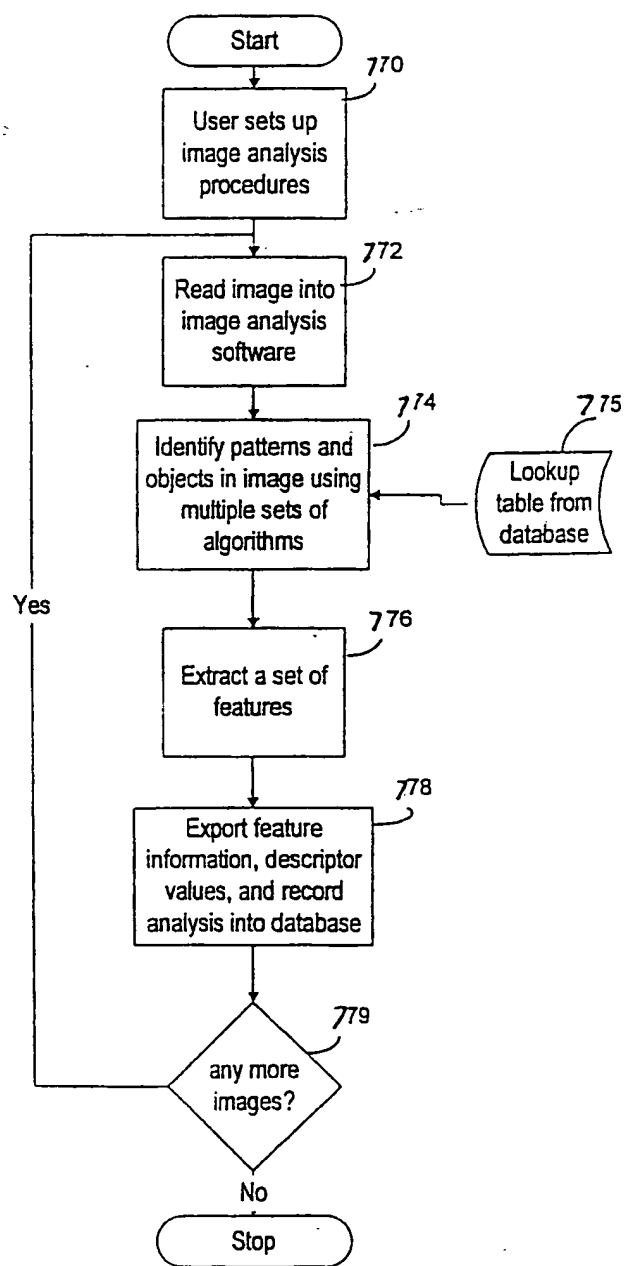 Start
770
User sets up
image analysis
procedures
772
Read image into
image analysis
software
774
775
Identify patterns and
objects in image using
multiple sets of
algorithms
Lookup
table from
database
Yes
776
Extract a set of
features
778
Export feature
information, descriptor
values, and record
analysis into database
779
any more
images?
No
Stop